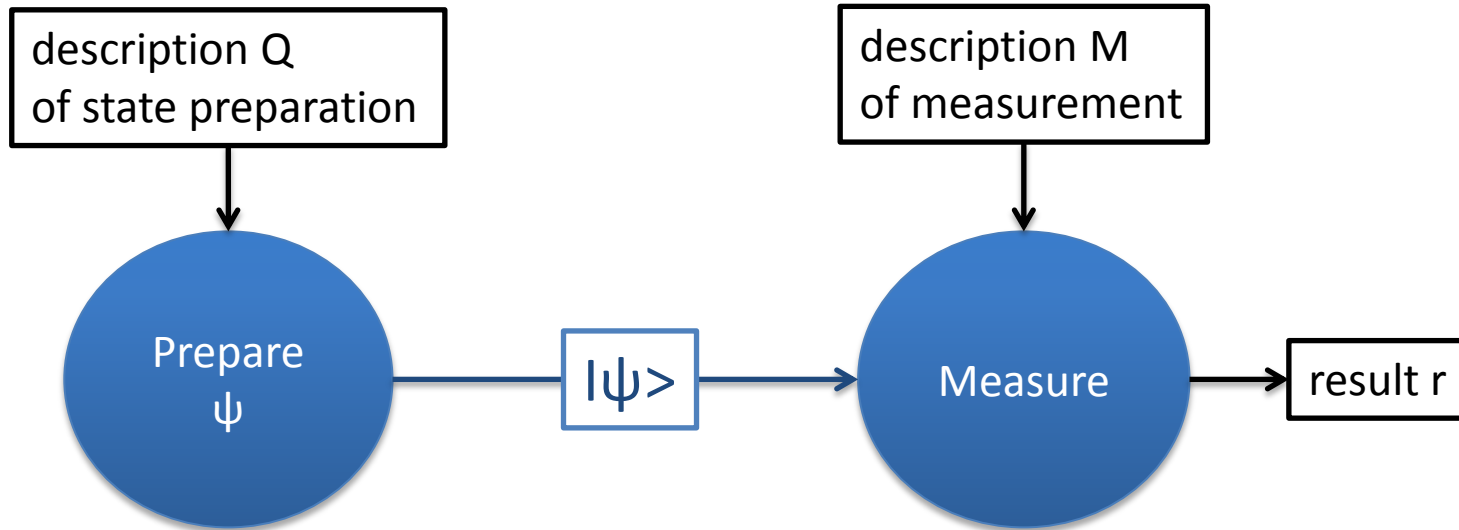 description Q
of state preparation
description M
of measurement
Prepare
ψ
|ψ>
Measure
result r